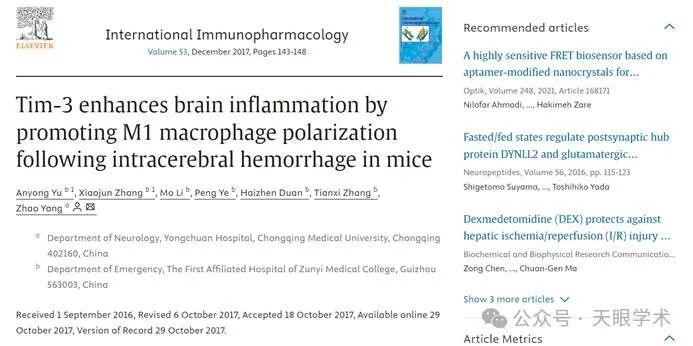 ELSEVIER
International Immunopharmacology
Volume 53, December 2017, Pages 143-148
Tim-3 enhances brain inflammation by
promoting M1 macrophage polarization
following intracerebral hemorrhage in mice
Anyong Yu b 1, Xiaojun Zhang b 1, Mo Li b, Peng Ye b, Haizhen Duan b, Tianxi Zhang b,
Zhao Yang a
a Department of Neurology, Yongchuan Hospital, Chongqing Medical University, Chongqing
402160, China
b Department of Emergency, The First Affiliated Hospital of Zunyi Medical College, Guizhou
563003, China
Received 1 September 2016, Revised 6 October 2017, Accepted 18 October 2017, Available online 29
October 2017, Version of Record 29 October 2017.
Recommended articles
A highly sensitive FRET biosensor based on
aptamer-modified nanocrystals for…
Optik, Volume 248, 2021, Article 168171
Nilofar Ahmadi, …, Hakimeh Zare
Fasted/fed states regulate postsynaptic hub
protein DYNLL2 and glutamatergic…
Neuropeptides, Volume 56, 2016, pp. 115-123
Shigetomo Suyama, …, Toshihiko Yada
Dexmedetomidine (DEX) protects against
hepatic ischemia/reperfusion (I/R) injury …
Biochemical and Biophysical Research Communicatio…
Zong Chen, …, Chuan-Gen Ma
Show 3 more articles
公众号 · 天眼学术
Article Metrics